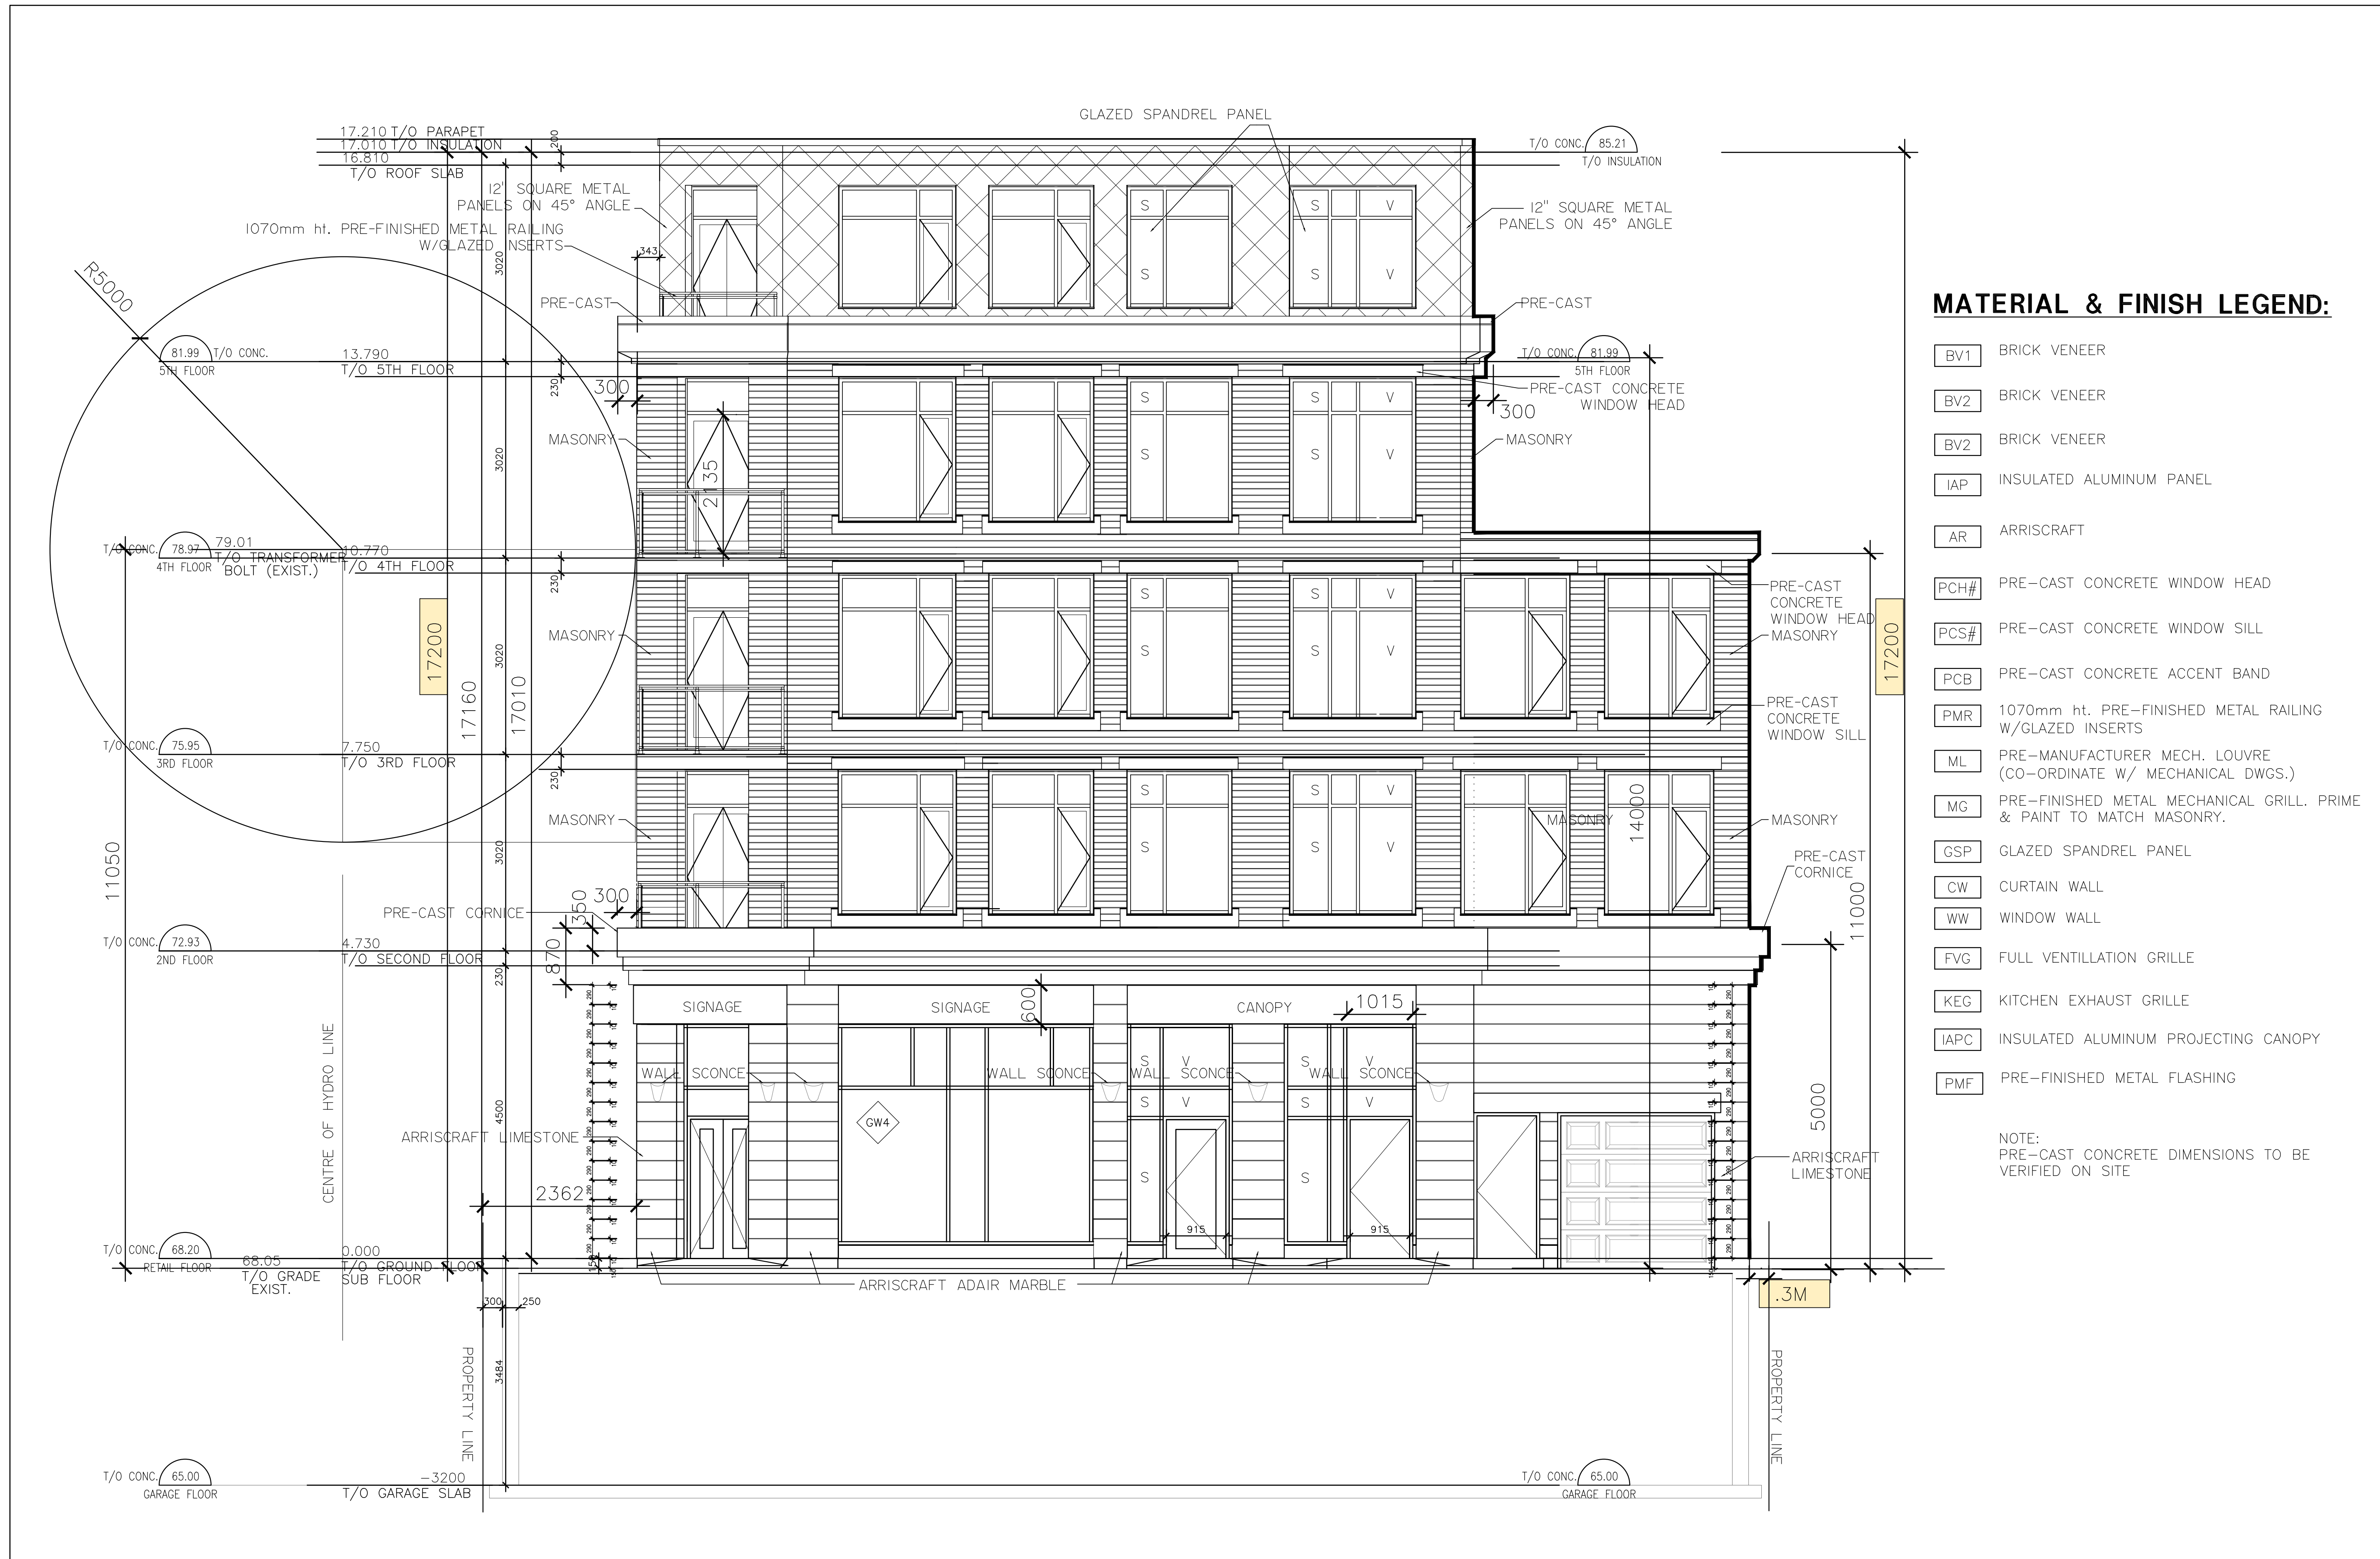 GLAZED SPANDREL PANEL
17.210 T/O PARAPET
17.010 T/O INSULATION
16.810
T/O ROOF SLAB
200
T/O CONC. 85.21
T/O INSULATION
12" SQUARE METAL
PANELS ON 45° ANGLE
1070mm ht. PRE-FINISHED METAL RAILING
W/GLAZED INSERTS
343
3020
S
S
S
S
V
V
12" SQUARE METAL
PANELS ON 45° ANGLE
R5000
PRE-CAST
PRE-CAST
81.99 T/O CONC.
5TH FLOOR
13.790
T/O 5TH FLOOR
230
300
T/O CONC. 81.99
5TH FLOOR
PRE-CAST CONCRETE
WINDOW HEAD
300
MASONRY
MASONRY
3020
2135
S
S
S
S
V
V
T/O CONC. 78.97
4TH FLOOR
79.01
T/O TRANSFORMER
BOLT (EXIST.)
10.770
T/O 4TH FLOOR
230
PRE-CAST
CONCRETE
WINDOW HEAD
MASONRY
MASONRY
17200
17160
17010
3020
S
S
S
S
V
V
17200
PRE-CAST
CONCRETE
WINDOW SILL
T/O CONC. 75.95
3RD FLOOR
7.750
T/O 3RD FLOOR
230
MASONRY
3020
S
S
S
S
V
V
MASONRY
14000
MASONRY
11050
PRE-CAST
CORNICE
11000
PRE-CAST CORNICE
350
300
870
T/O CONC. 72.93
2ND FLOOR
4.730
T/O SECOND FLOOR
230
SIGNAGE
SIGNAGE
600
CANOPY
1015
CENTRE OF HYDRO LINE
WALL SCONCE
WALL SCONCE
WALL SCONCE
WALL SCONCE
S
V
S
V
S
V
S
V
S
S
GW4
4500
5000
ARRISCRAFT LIMESTONE
ARRISCRAFT
LIMESTONE
2362
915
915
T/O CONC. 68.20
RETAIL FLOOR
68.05
T/O GRADE
EXIST.
0.000
T/O GROUND FLOOR
SUB FLOOR
150
ARRISCRAFT ADAIR MARBLE
.3M
300
250
3484
PROPERTY LINE
PROPERTY LINE
T/O CONC. 65.00
GARAGE FLOOR
-3200
T/O GARAGE SLAB
T/O CONC. 65.00
GARAGE FLOOR
MATERIAL & FINISH LEGEND:
BV1 BRICK VENEER
BV2 BRICK VENEER
BV2 BRICK VENEER
IAP INSULATED ALUMINUM PANEL
AR ARRISCRAFT
PCH# PRE-CAST CONCRETE WINDOW HEAD
PCS# PRE-CAST CONCRETE WINDOW SILL
PCB PRE-CAST CONCRETE ACCENT BAND
PMR 1070mm ht. PRE-FINISHED METAL RAILING
W/GLAZED INSERTS
ML PRE-MANUFACTURER MECH. LOUVRE
(CO-ORDINATE W/ MECHANICAL DWGS.)
MG PRE-FINISHED METAL MECHANICAL GRILL. PRIME
& PAINT TO MATCH MASONRY.
GSP GLAZED SPANDREL PANEL
CW CURTAIN WALL
WW WINDOW WALL
FVG FULL VENTILATION GRILLE
KEG KITCHEN EXHAUST GRILLE
IAPC INSULATED ALUMINUM PROJECTING CANOPY
PMF PRE-FINISHED METAL FLASHING
NOTE:
PRE-CAST CONCRETE DIMENSIONS TO BE
VERIFIED ON SITE